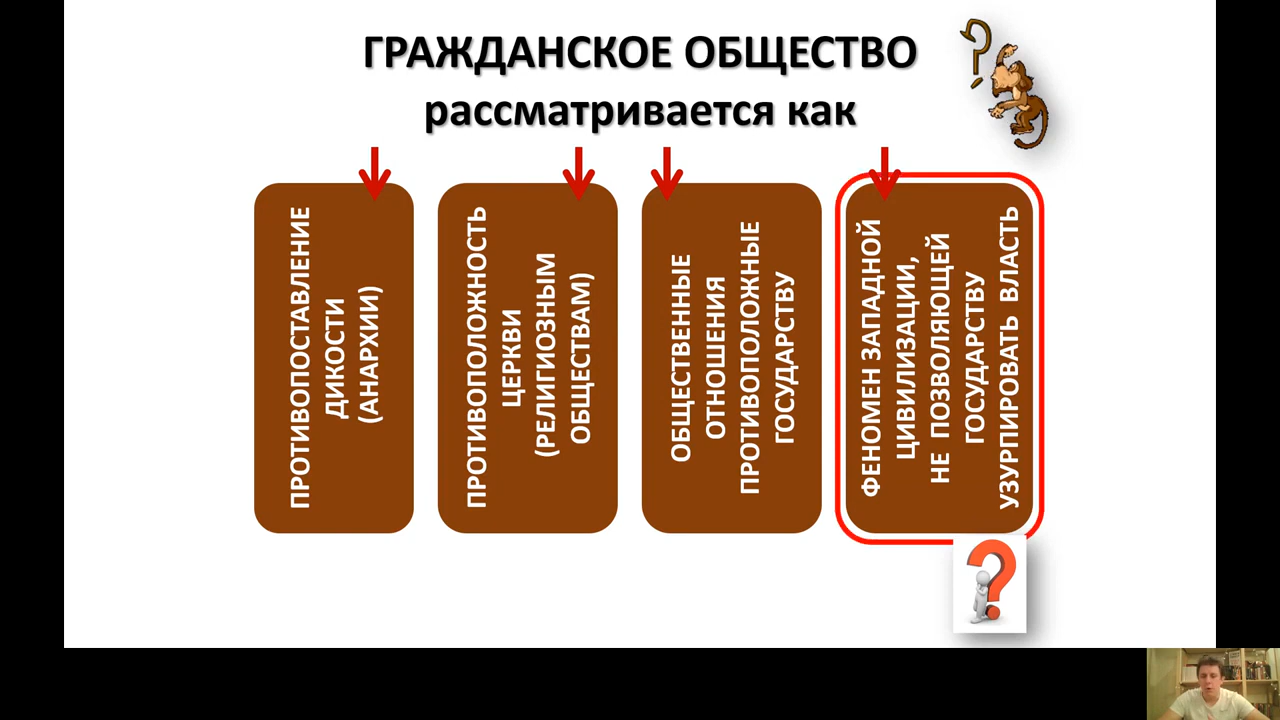 ГРАЖДАНСКОЕ ОБЩЕСТВО
рассматривается как
ПРОТИВОПОСТАВЛЕНИЕ
ДИКОСТИ
(АНАРХИИ)
ПРОТИВОПОЛОЖНОСТЬ
ЦЕРКВИ
(РЕЛИГИОЗНЫМ
ОБЩЕСТВАМ)
ОБЩЕСТВЕННЫЕ
ОТНОШЕНИЯ
ПРОТИВОПОЛОЖНЫЕ
ГОСУДАРСТВУ
ФЕНОМЕН ЗАПАДНОЙ
ЦИВИЛИЗАЦИИ,
НЕ ПОЗВОЛЯЮЩЕЙ
ГОСУДАРСТВУ
УЗУРПИРОВАТЬ ВЛАСТЬ